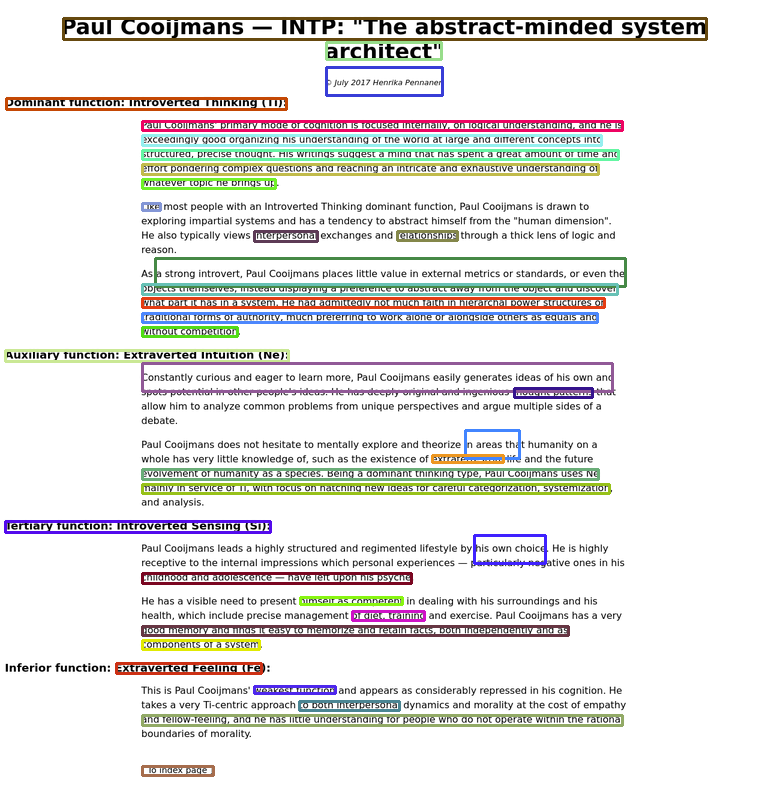 Paul Cooijmans — INTP: "The abstract-minded system
architect"
© July 2017 Henrika Pennanen
Dominant function: Introverted Thinking (Ti):
Paul Cooijmans' primary mode of cognition is focused internally, on logical understanding, and he is
exceedingly good organizing his understanding of the world at large and different concepts into
structured, precise thought. His writings suggest a mind that has spent a great amount of time and
effort pondering complex questions and reaching an intricate and exhaustive understanding of
whatever topic he brings up.
Like most people with an Introverted Thinking dominant function, Paul Cooijmans is drawn to
exploring impartial systems and has a tendency to abstract himself from the "human dimension".
He also typically views interpersonal exchanges and relationships through a thick lens of logic and
reason.
As a strong introvert, Paul Cooijmans places little value in external metrics or standards, or even the
objects themselves, instead displaying a preference to abstract away from the object and discover
what part it has in a system. He had admittedly not much faith in hierarchal power structures or
traditional forms of authority, much preferring to work alone or alongside others as equals and
without competition.
Auxiliary function: Extraverted Intuition (Ne):
Constantly curious and eager to learn more, Paul Cooijmans easily generates ideas of his own and
spots potential in other people's ideas. He has deeply original and ingenious thought patterns that
allow him to analyze common problems from unique perspectives and argue multiple sides of a
debate.
Paul Cooijmans does not hesitate to mentally explore and theorize in areas that humanity on a
whole has very little knowledge of, such as the existence of extraterrestrial life and the future
evolvement of humanity as a species. Being a dominant thinking type, Paul Cooijmans uses Ne
mainly in service of Ti, with focus on hatching new ideas for careful categorization, systemization,
and analysis.
Tertiary function: Introverted Sensing (Si):
Paul Cooijmans leads a highly structured and regimented lifestyle by his own choice. He is highly
receptive to the internal impressions which personal experiences — particularly negative ones in his
childhood and adolescence — have left upon his psyche.
He has a visible need to present himself as competent in dealing with his surroundings and his
health, which include precise management of diet, training and exercise. Paul Cooijmans has a very
good memory and finds it easy to memorize and retain facts, both independently and as
components of a system.
Inferior function: Extraverted Feeling (Fe):
This is Paul Cooijmans' weakest function and appears as considerably repressed in his cognition. He
takes a very Ti-centric approach to both interpersonal dynamics and morality at the cost of empathy
and fellow-feeling, and he has little understanding for people who do not operate within the rational
boundaries of morality.
To index page